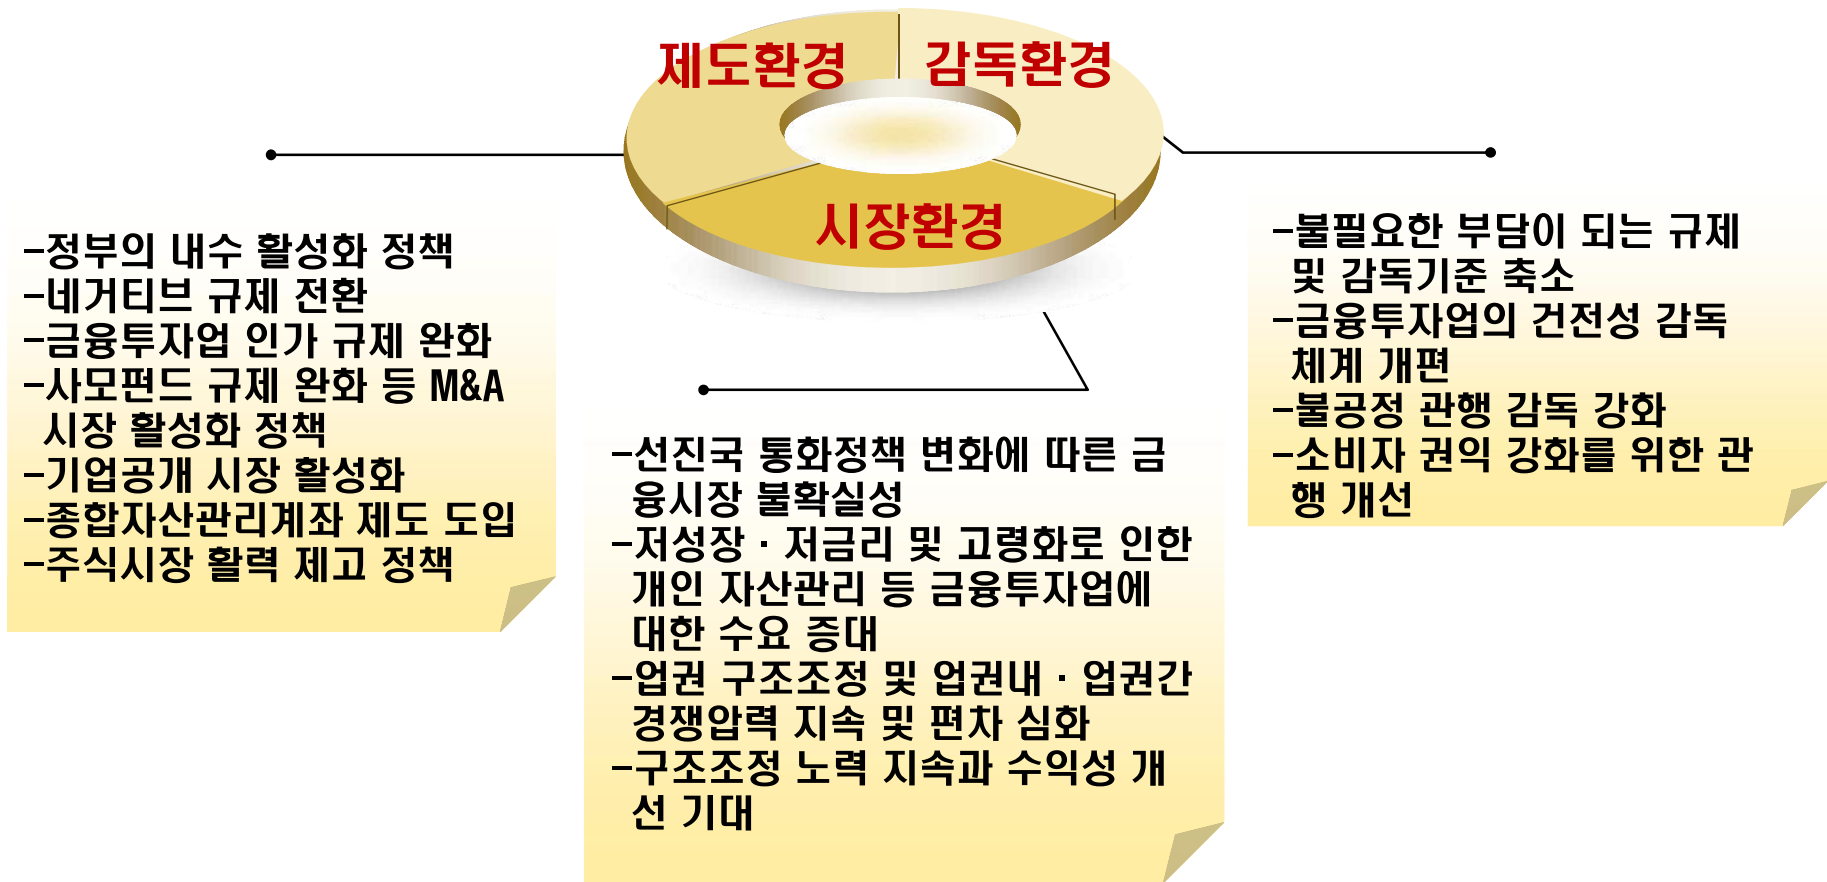 제도환경
감독환경
시장환경
-정부의 내수 활성화 정책
-네거티브 규제 전환
-금융투자업 인가 규제 완화
-사모펀드 규제 완화 등 M&A
시장 활성화 정책
-기업공개 시장 활성화
-종합자산관리계좌 제도 도입
-주식시장 활력 제고 정책
-선진국 통화정책 변화에 따른 금
융시장 불확실성
-저성장·저금리 및 고령화로 인한
개인 자산관리 등 금융투자업에
대한 수요 증대
-업권 구조조정 및 업권내·업권간
경쟁압력 지속 및 편차 심화
-구조조정 노력 지속과 수익성 개
선 기대
-불필요한 부담이 되는 규제
및 감독기준 축소
-금융투자업의 건전성 감독
체계 개편
-불공정 관행 감독 강화
-소비자 권익 강화를 위한 관
행 개선